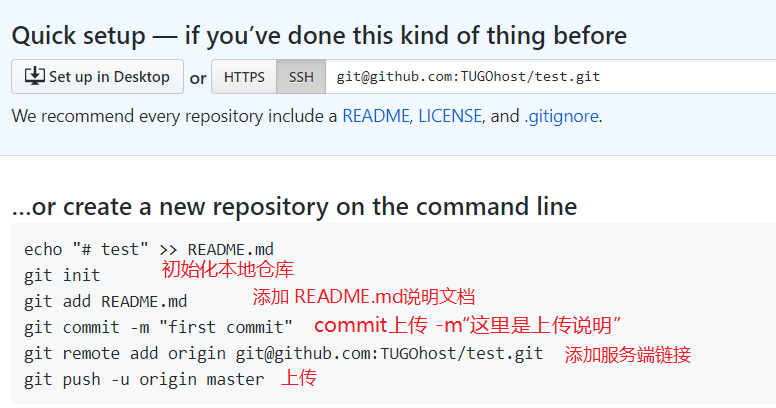 Quick setup — if you’ve done this kind of thing before
Set up in Desktop or HTTPS SSH git@github.com:TUGOhost/test.git
We recommend every repository include a README, LICENSE, and .gitignore.
…or create a new repository on the command line
echo "# test" >> README.md
git init 初始化本地仓库
git add README.md 添加 README.md说明文档
git commit -m "first commit" commit上传 -m“这里是上传说明”
git remote add origin git@github.com:TUGOhost/test.git 添加服务端链接
git push -u origin master 上传